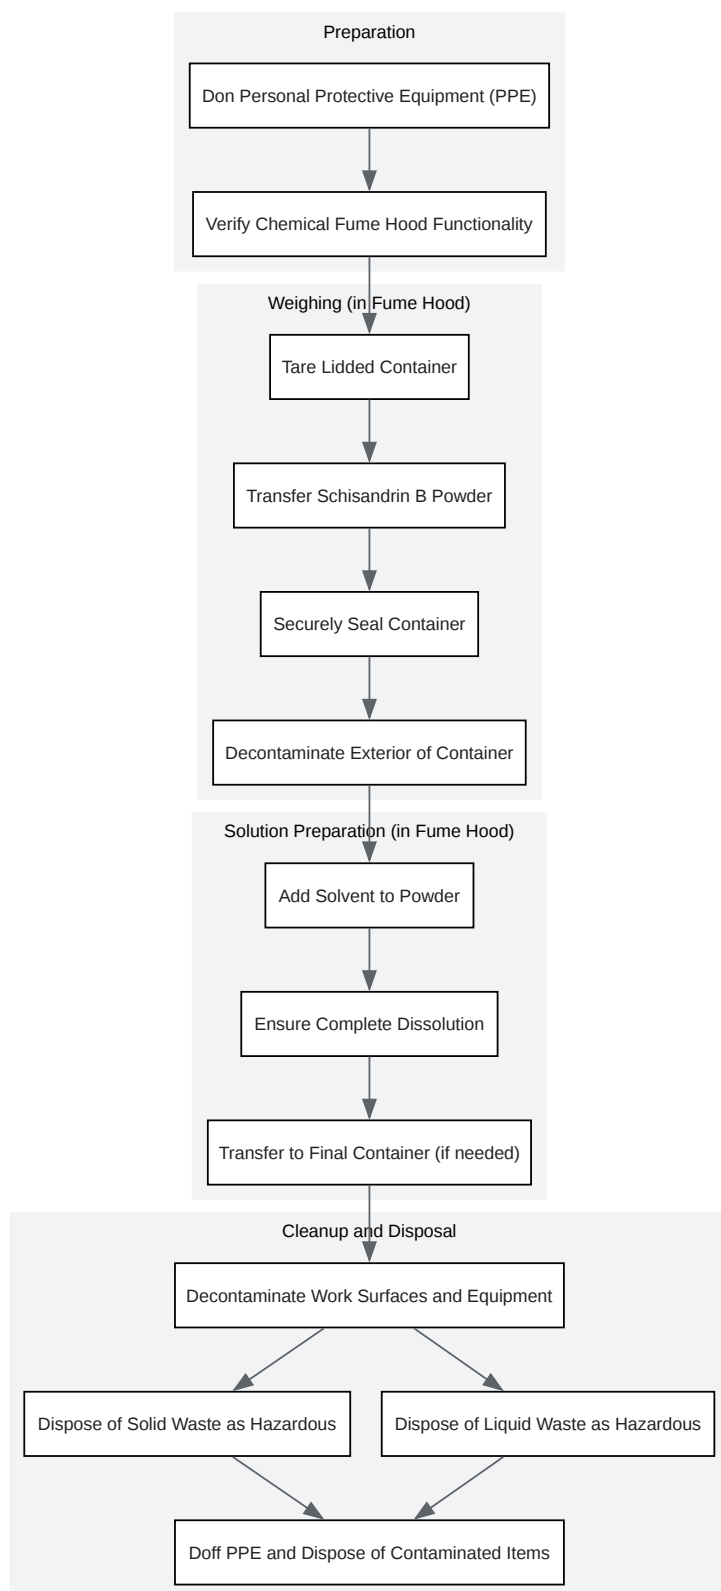 Preparation
Don Personal Protective Equipment (PPE)
Verify Chemical Fume Hood Functionality
Weighing (in Fume Hood)
Tare Lidded Container
Transfer Schisandrin B Powder
Securely Seal Container
Decontaminate Exterior of Container
Solution Preparation (in Fume Hood)
Add Solvent to Powder
Ensure Complete Dissolution
Transfer to Final Container (if needed)
Cleanup and Disposal
Decontaminate Work Surfaces and Equipment
Dispose of Solid Waste as Hazardous
Dispose of Liquid Waste as Hazardous
Doff PPE and Dispose of Contaminated Items